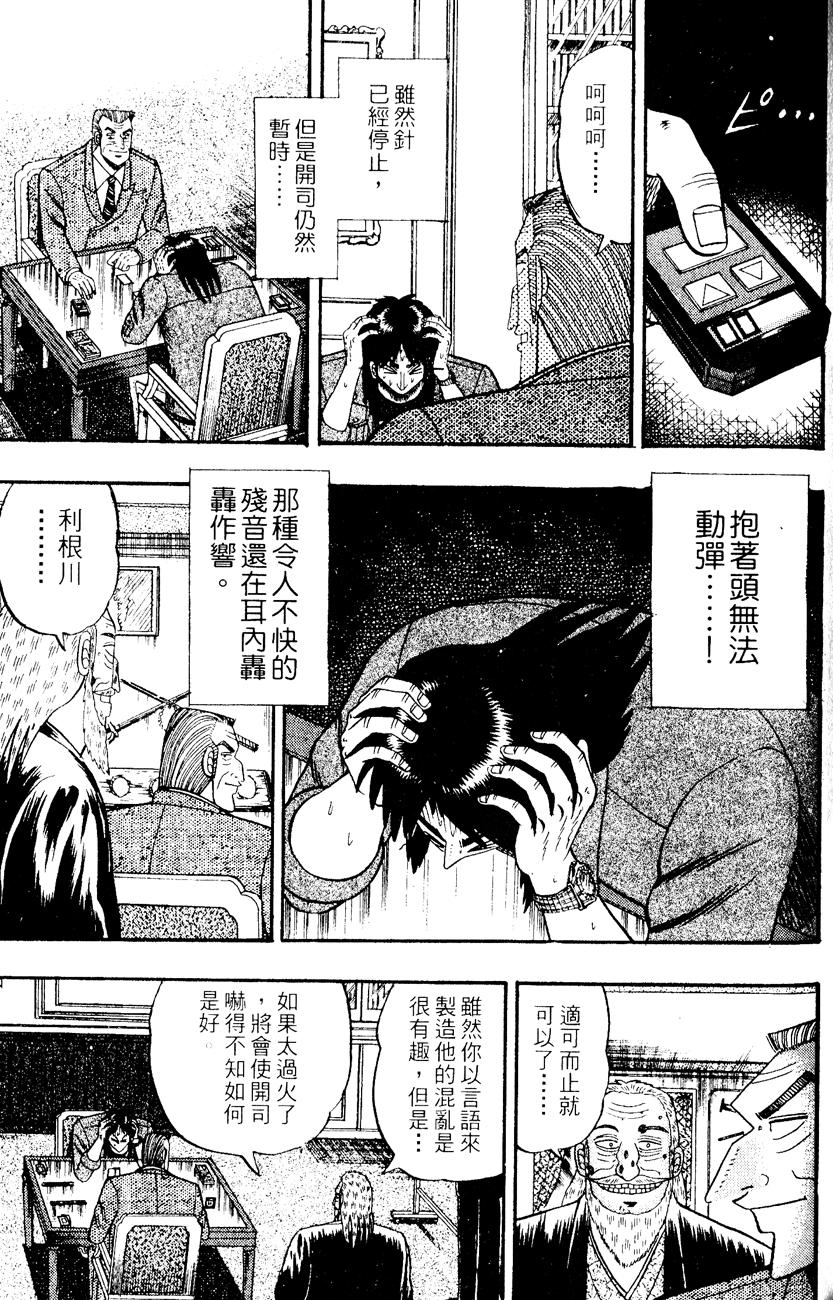 ピ…
呵呵呵……
雖然針
已經停止，
但是開司仍然
暫時……
抱著頭無法
動彈……！
那種令人不快的
殘音還在耳內轟
轟作響。
利根川
……
適可而止就
可以了……
雖然你以言語來
製造他的混亂是
很有趣，但是…
如果太過火了
，將會使開司
嚇得不知如何
是好。